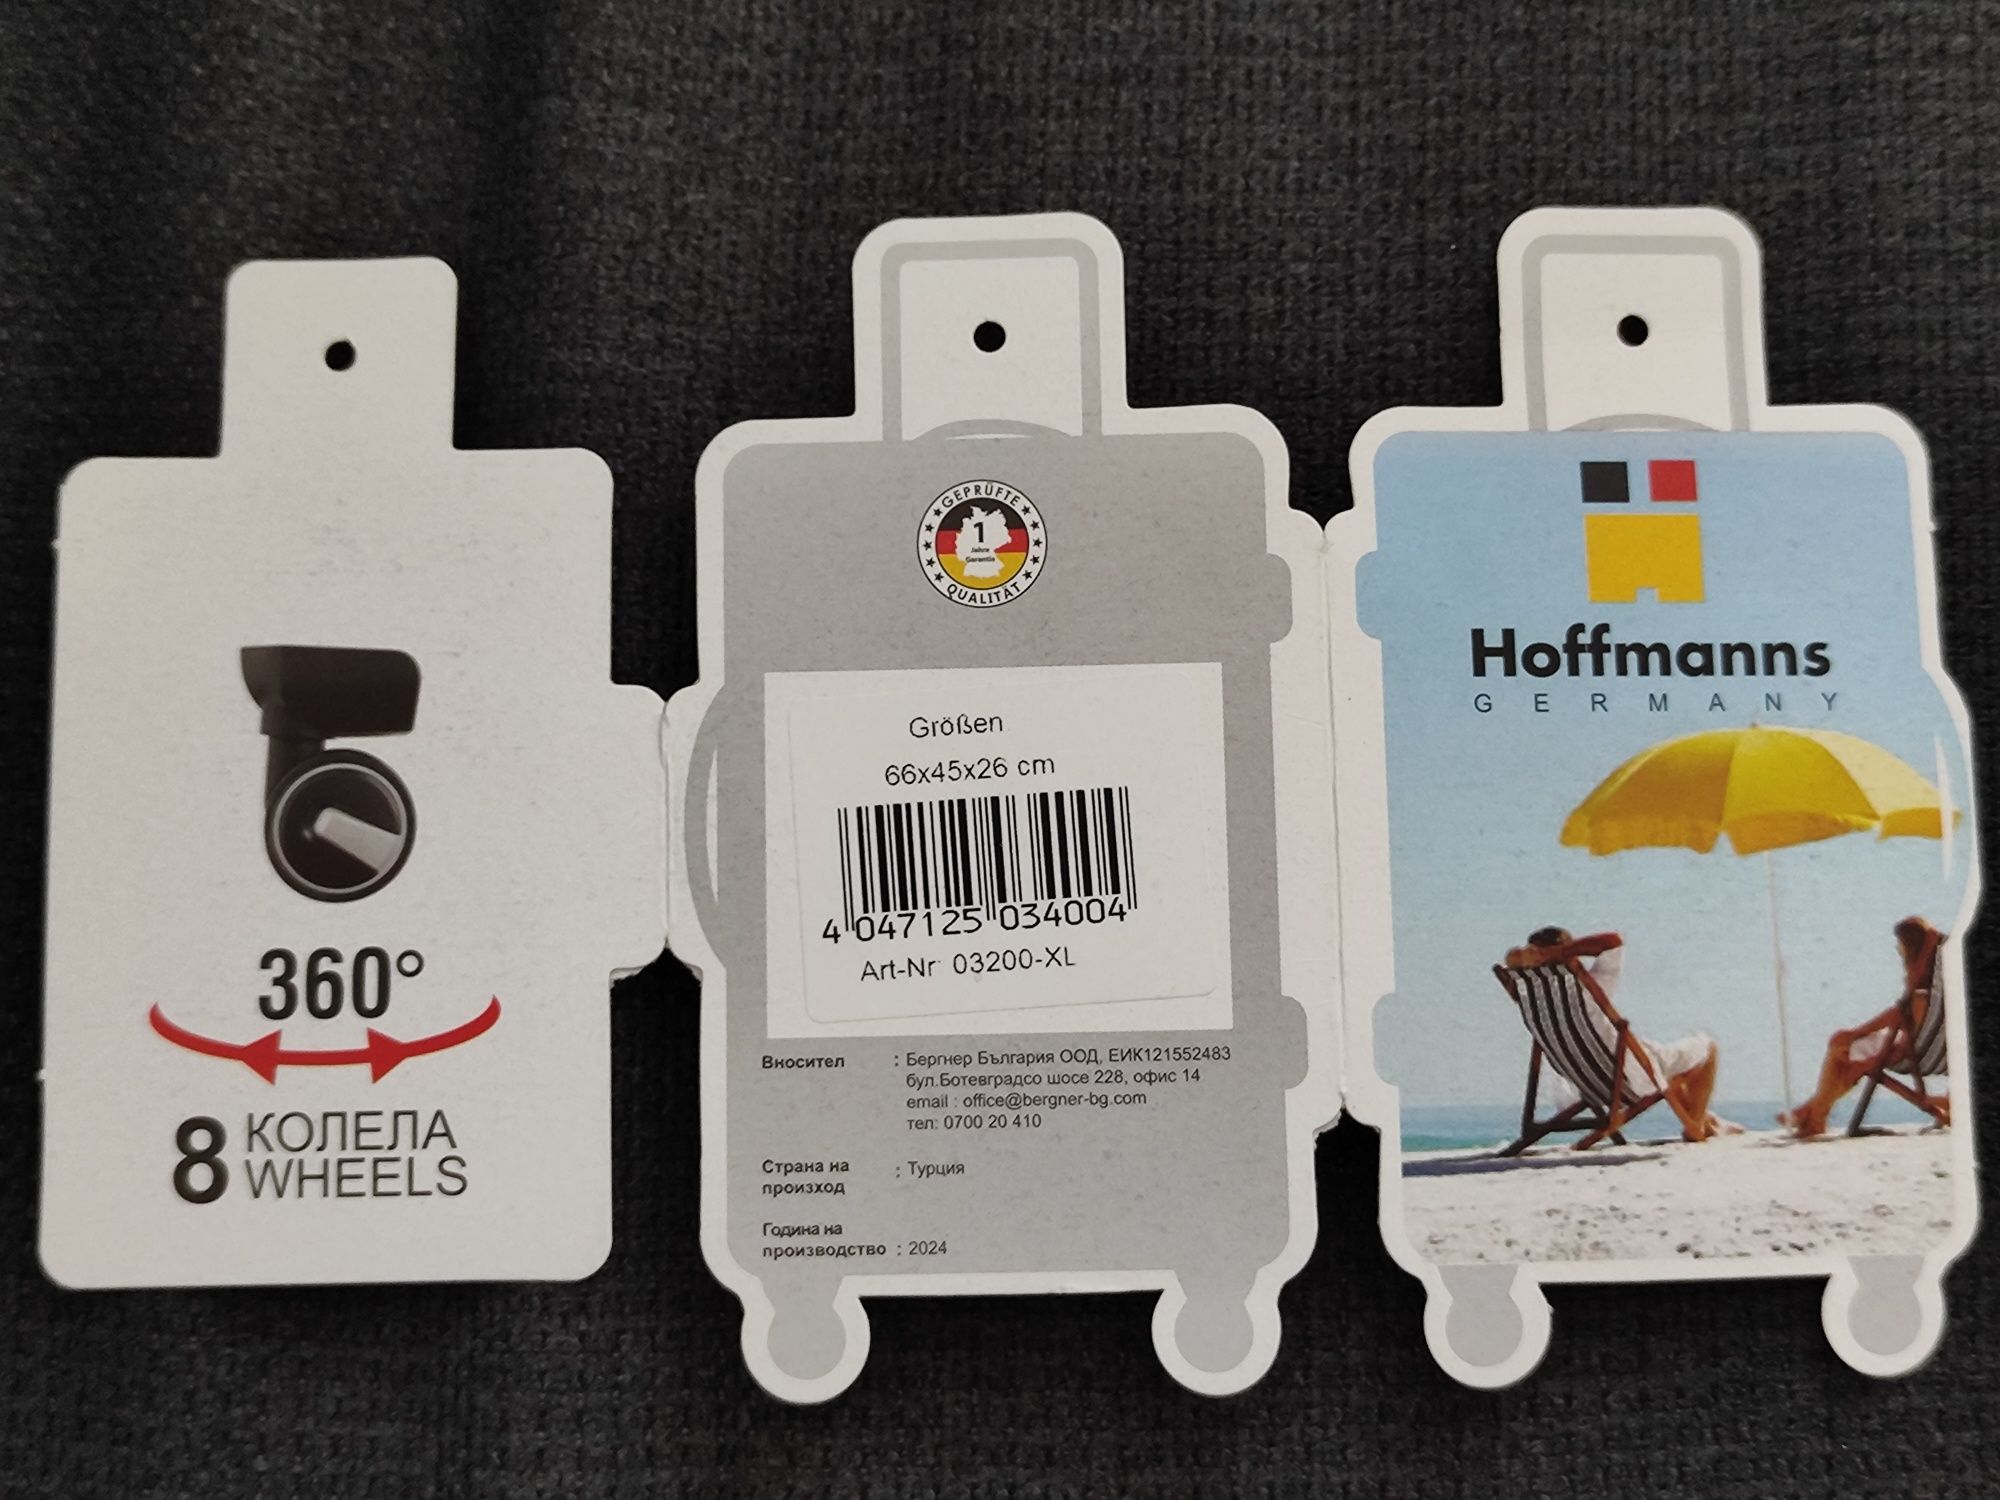 360°
8 КОЛЕЛА
WHEELS
GEPRÜFTE
1
Jahre
Garantie
QUALITÄT
Größen
66x45x26 cm
4 047125 034004
Art-Nr 03200-XL
Вносител : Бергнер България ООД, ЕИК121552483
бул.Ботевградсо шосе 228, офис 14
email : office@bergner-bg.com
тел: 0700 20 410
Страна на
произход : Турция
Година на
производство : 2024
Hoffmanns
GERMANY